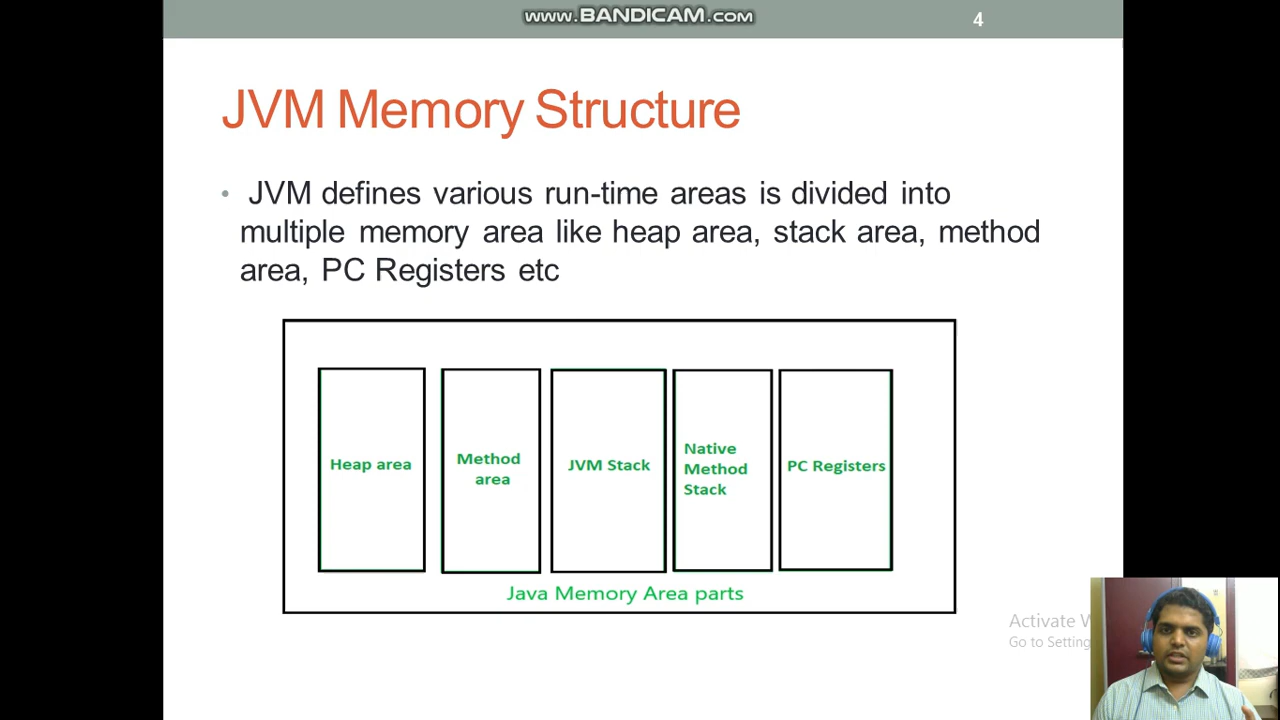 www.BANDICAM.com
4
JVM Memory Structure
• JVM defines various run-time areas is divided into
multiple memory area like heap area, stack area, method
area, PC Registers etc
Heap area
Method
area
JVM Stack
Native
Method
Stack
PC Registers
Java Memory Area parts
Activate W
Go to Setting